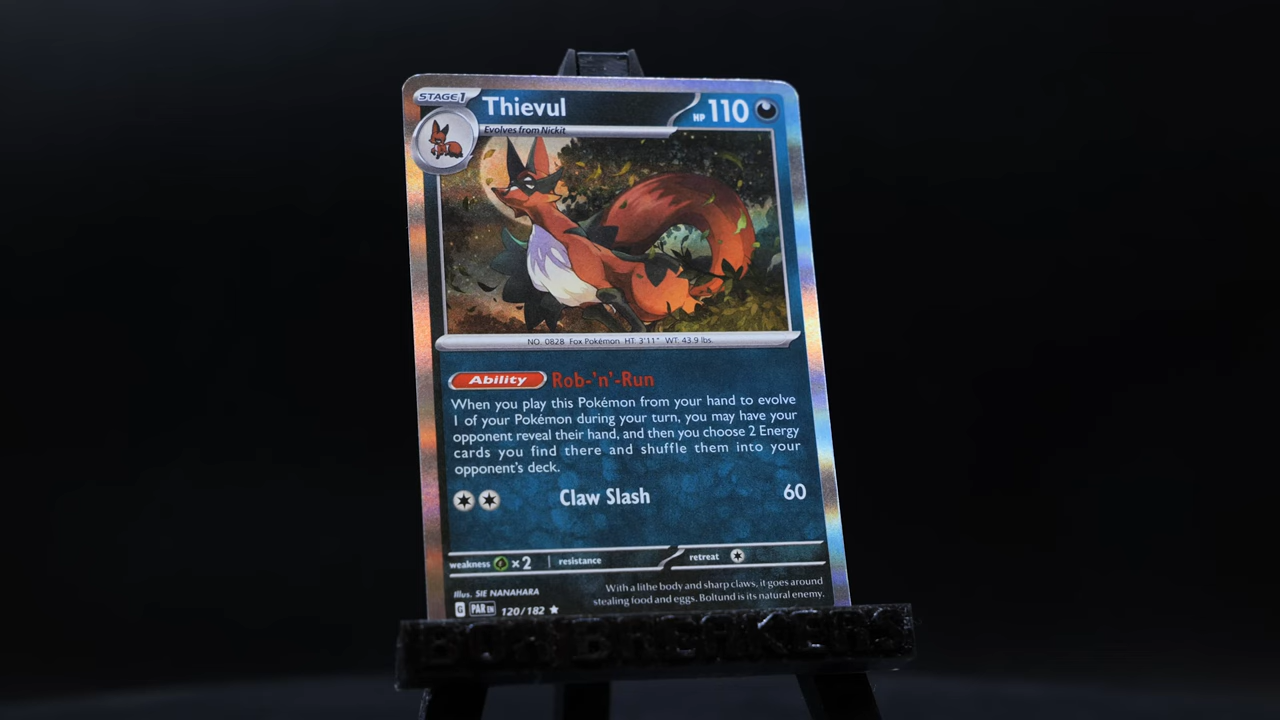 STAGE 1
Thievul
HP 110
Evolves from Nickit
NO. 0828 Fox Pokémon HT: 3'11" WT: 43.9 lbs.
Ability Rob-'n'-Run
When you play this Pokémon from your hand to evolve
1 of your Pokémon during your turn, you may have your
opponent reveal their hand, and then you choose 2 Energy
cards you find there and shuffle them into your
opponent's deck.
Claw Slash 60
weakness ×2 resistance retreat
Illus. SIE NANAHARA
With a lithe body and sharp claws, it goes around
stealing food and eggs. Boltund is its natural enemy.
G PAR EN 120/182
BOX BREAKERS